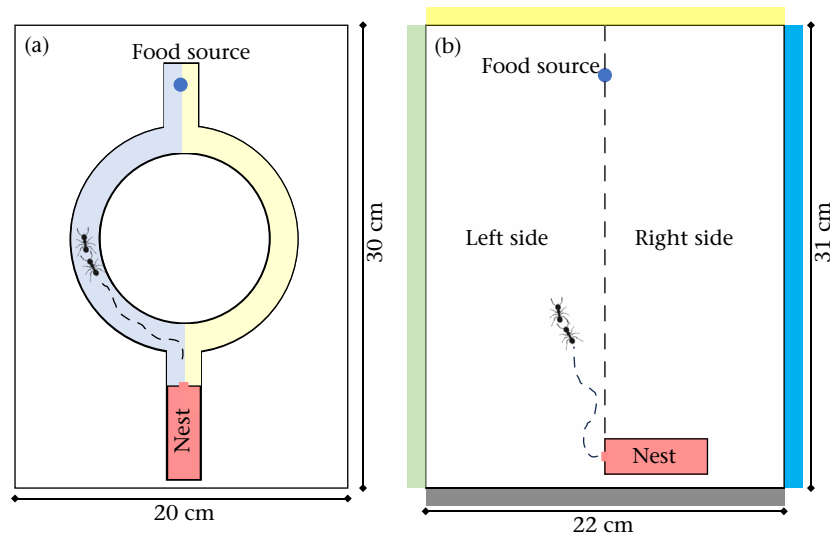 (a)
Food source
Nest
20 cm
30 cm
(b)
Food source
Left side
Right side
Nest
22 cm
31 cm